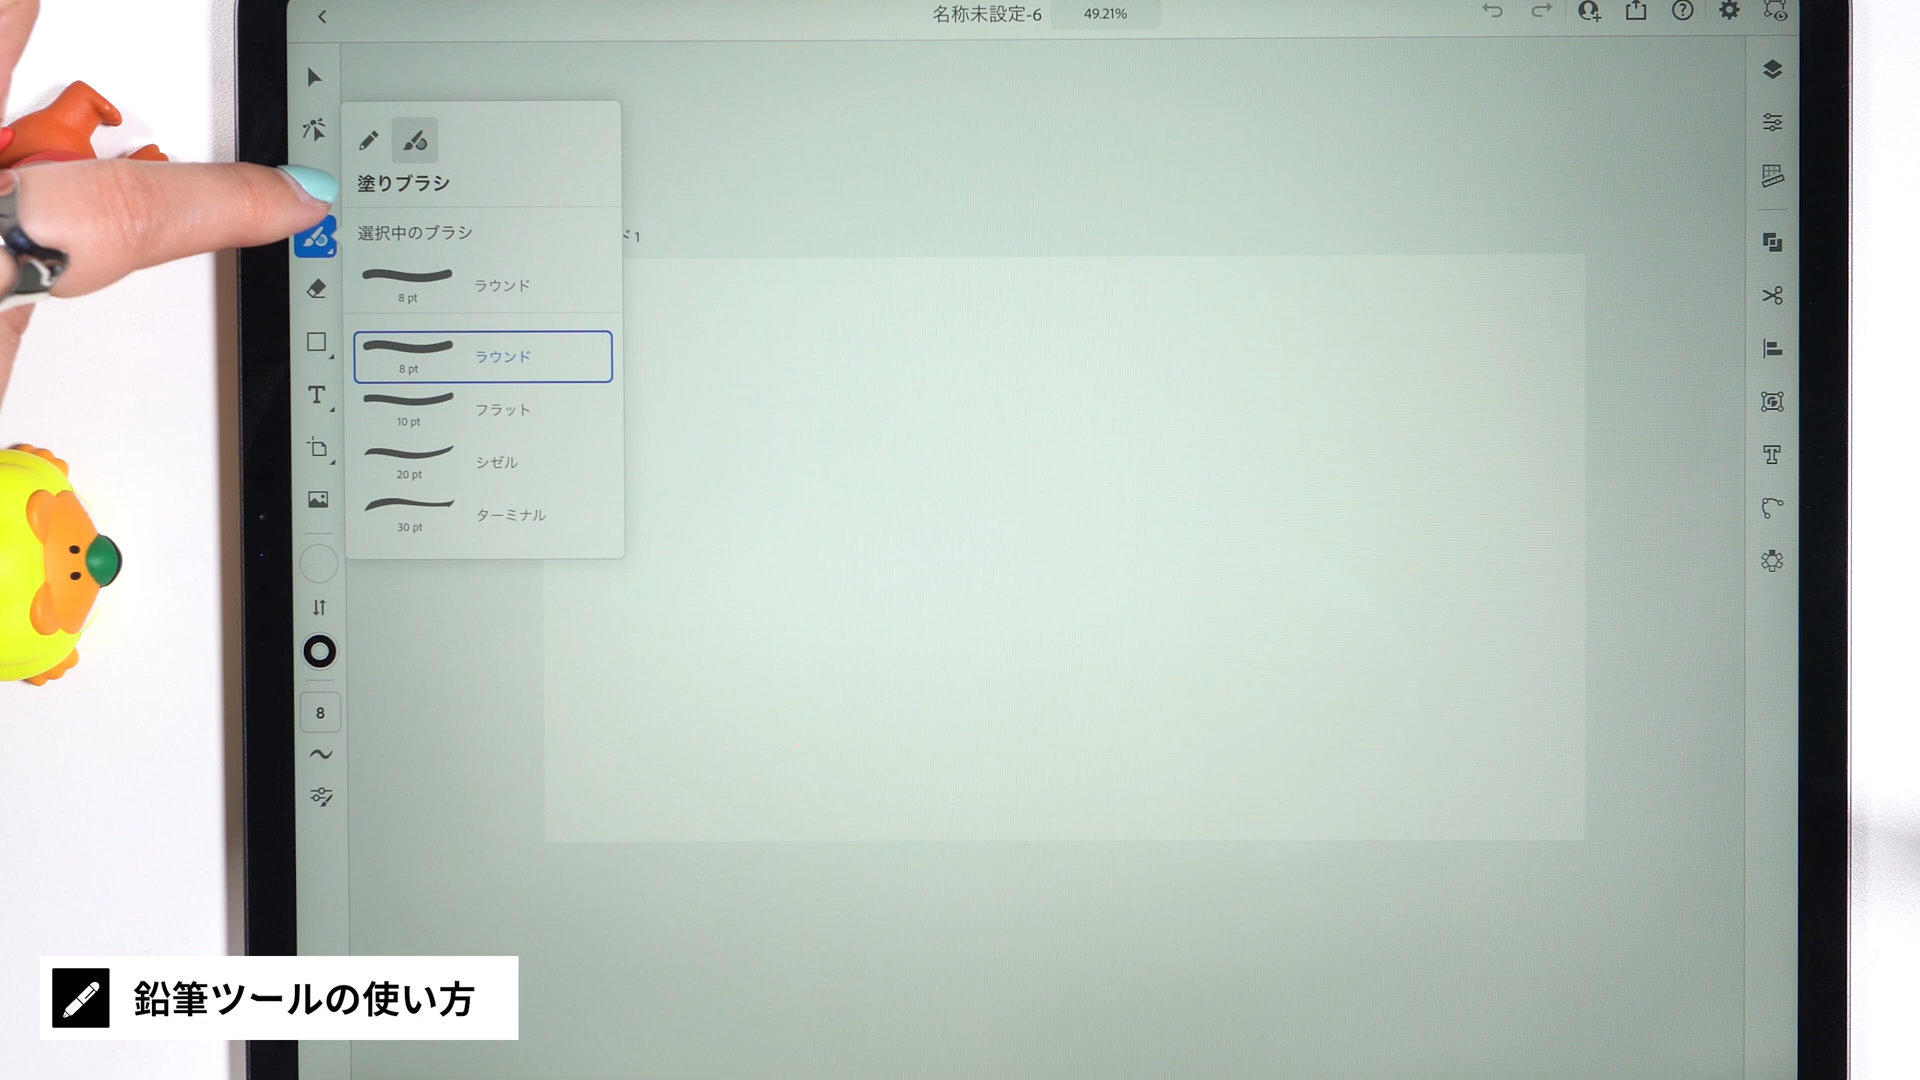 名称未設定-6
49.21%
塗りブラシ
選択中のブラシ
ド 1
8 pt
ラウンド
8 pt
ラウンド
10 pt
フラット
20 pt
シゼル
30 pt
ターミナル
8
鉛筆ツールの使い方